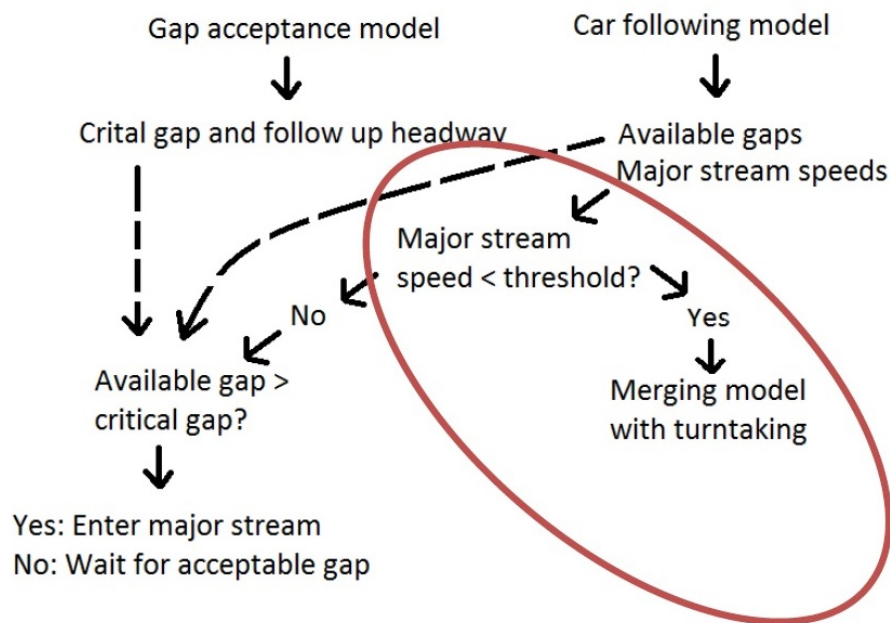 Gap acceptance model
Car following model
Crital gap and follow up headway
Available gaps
Major stream speeds
Major stream
speed < threshold?
No
Yes
Available gap >
critical gap?
Merging model
with turntaking
Yes: Enter major stream
No: Wait for acceptable gap